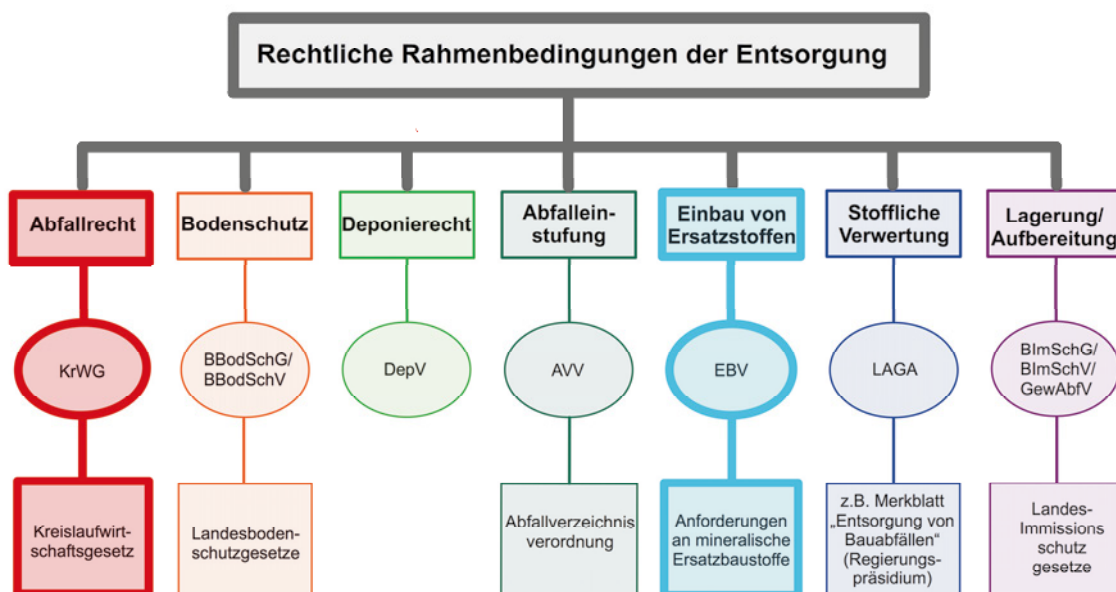 Rechtliche Rahmenbedingungen der Entsorgung
Abfallrecht
Bodenschutz
Deponierecht
Abfallein-
stufung
Einbau von
Ersatzstoffen
Stoffliche
Verwertung
Lagerung/
Aufbereitung
KrWG
BBodSchG/
BBodSchV
DepV
AVV
EBV
LAGA
BImSchG/
BImSchV/
GewAbfV
Kreislaufwirt-
schaftsgesetz
Landesboden-
schutzgesetze
Abfallverzeichnis
verordnung
Anforderungen
an mineralische
Ersatzbaustoffe
z.B. Merkblatt
„Entsorgung von
Bauabfällen“
(Regierungs-
präsidium)
Landes-
Immissions
schutz
gesetze